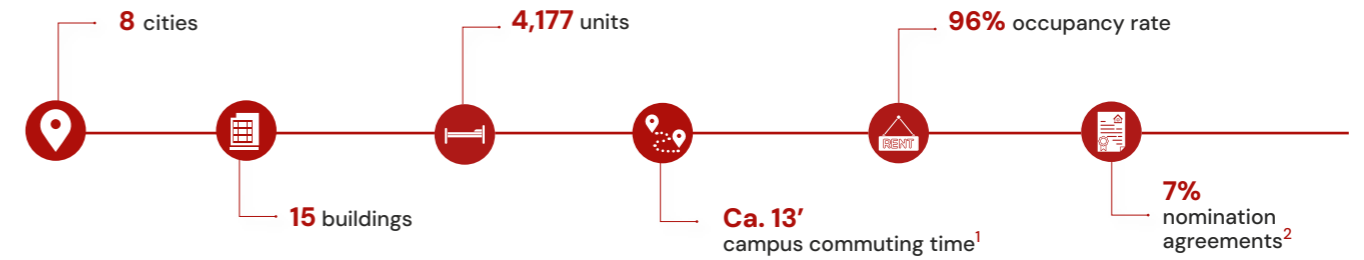 8 cities
15 buildings
4,177 units
Ca. 13’
campus commuting time1
96% occupancy rate
RENT
7%
nomination
agreements2